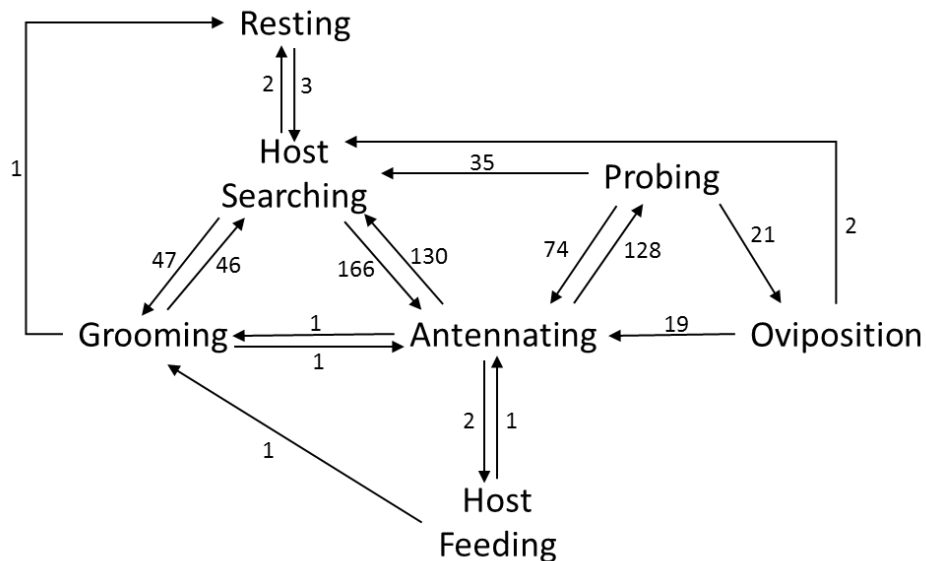 Resting
2 3
1
Host
Searching
35
Probing
2
47 46
166 130
74 128
21
Grooming
1
1
Antennating
19
Oviposition
2 1
1
Host
Feeding